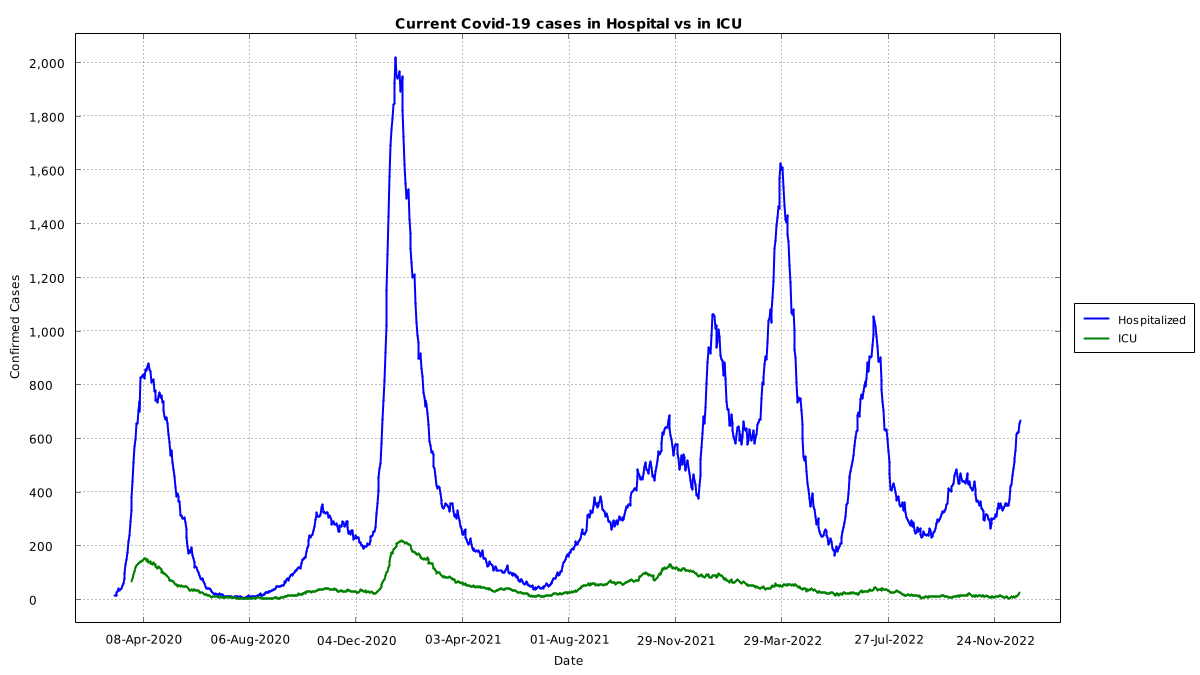 Current Covid-19 cases in Hospital vs in ICU
Confirmed Cases
2,000
1,800
1,600
1,400
1,200
1,000
800
600
400
200
0
08-Apr-2020 06-Aug-2020 04-Dec-2020 03-Apr-2021 01-Aug-2021 29-Nov-2021 29-Mar-2022 27-Jul-2022 24-Nov-2022
Date
Hospitalized
ICU